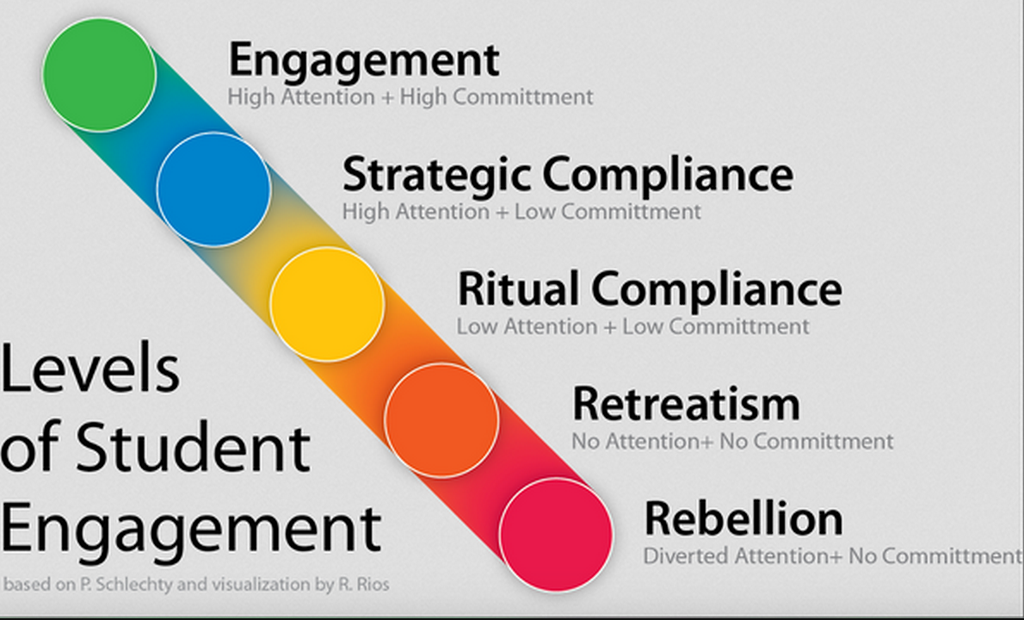 Engagement
High Attention + High Committment
Strategic Compliance
High Attention + Low Committment
Ritual Compliance
Low Attention + Low Committment
Retreatism
No Attention+ No Committment
Rebellion
Diverted Attention+ No Committment
Levels
of Student
Engagement
based on P. Schlechty and visualization by R. Rios